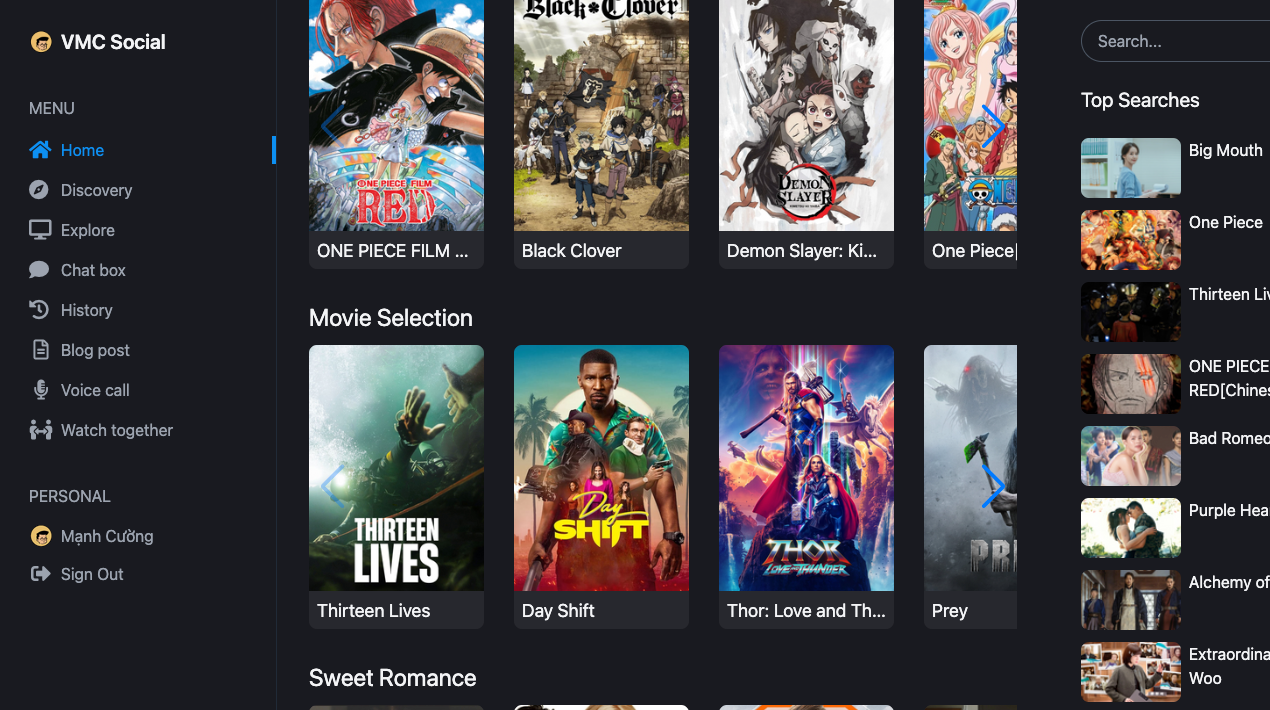 VMC Social
MENU
Home
Discovery
Explore
Chat box
History
Blog post
Voice call
Watch together
PERSONAL
Mạnh Cường
Sign Out
Black Clover
ONE PIECE FILM
RED
DEMON
SLAYER
ONE PIECE FILM ...
Black Clover
Demon Slayer: Ki...
One Piece[
Movie Selection
THIRTEEN
LIVES
Day
SHIFT
THOR
LOVE AND THUNDER
PRE
Thirteen Lives
Day Shift
Thor: Love and Th...
Prey
Sweet Romance
Search...
Top Searches
Big Mouth
One Piece
Thirteen Liv
ONE PIECE
RED[Chines
Bad Romeo
Purple Hea
Alchemy of
Extraordina
Woo